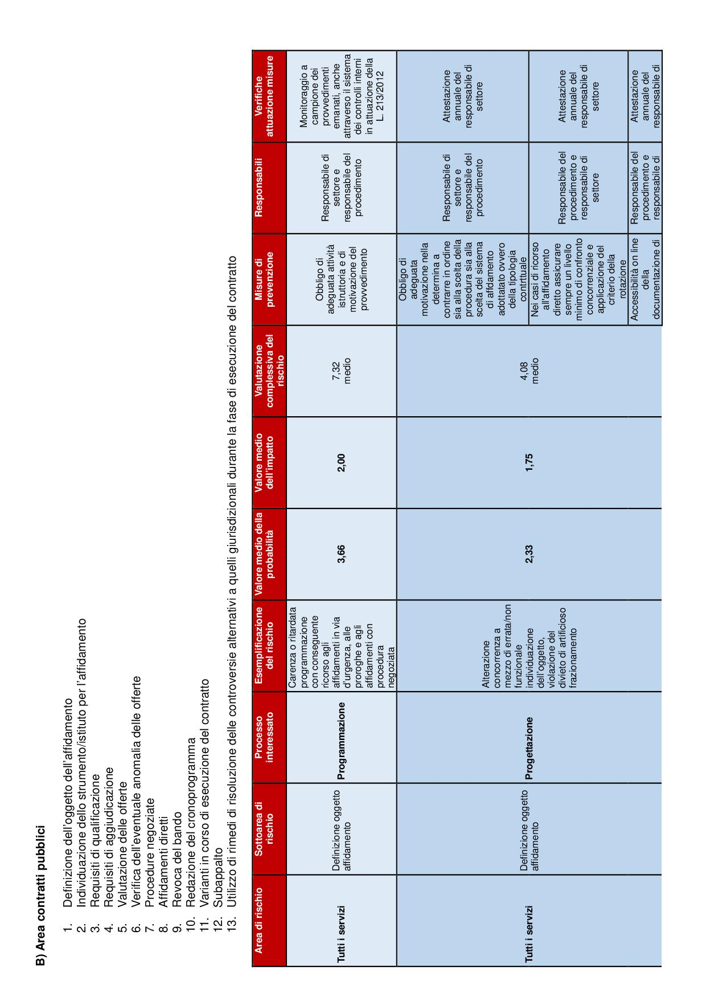 B) Area contratti pubblici
1. Definizione dell'oggetto dell'affidamento
2. Individuazione dello strumento/istituto per l'affidamento
3. Requisiti di qualificazione
4. Requisiti di aggiudicazione
5. Valutazione delle offerte
6. Verifica dell'eventuale anomalia delle offerte
7. Procedure negoziate
8. Affidamenti diretti
9. Revoca del bando
10. Redazione del cronoprogramma
11. Varianti in corso di esecuzione del contratto
12. Subappalto
13. Utilizzo di rimedi di risoluzione delle controversie alternativi a quelli giurisdizionali durante la fase di esecuzione del contratto
Area di rischio
Sottoarea di
rischio
Processo
interessato
Esemplificazione
del rischio
Valore medio della
probabilità
Valore medio
dell'impatto
Valutazione
complessiva del
rischio
Misure di
prevenzione
Responsabili
Verifiche
attuazione misure
Tutti i servizi
Definizione oggetto
affidamento
Programmazione
Carenza o ritardata
programmazione
con conseguente
ricorso agli
affidamenti in via
d'urgenza, alle
proroghe e agli
affidamenti con
procedura
negoziata
3,66
2,00
7,32
medio
Obbligo di
adeguata attività
istruttoria e di
motivazione del
provvedimento
Responsabile di
settore e
responsabile del
procedimento
Monitoraggio a
campione dei
provvedimenti
emanati, anche
attraverso il sistema
dei controlli interni
in attuazione della
L. 213/2012
Tutti i servizi
Definizione oggetto
affidamento
Progettazione
Alterazione
concorrenza a
mezzo di errata/non
funzionale
individuazione
dell'oggetto,
violazione del
divieto di artificioso
frazionamento
2,33
1,75
4,08
medio
Obbligo di
adeguata
motivazione nella
determina a
contrarre in ordine
sia alla scelta della
procedura sia alla
scelta del sistema
di affidamento
adottatato ovvero
della tipologia
contrttuale
Responsabile di
settore e
responsabile del
procedimento
Attestazione
annuale del
responsabile di
settore
Nei casi di ricorso
all'affidamento
diretto assicurare
sempre un livello
minimo di confronto
concorrenziale e
applicazione del
criterio della
rotazione
Responsabile del
procedimento e
responsabile di
settore
Attestazione
annuale del
responsabile di
settore
Accessibilità on line
della
documentazione di
Responsabile del
procedimento e
responsabile di
Attestazione
annuale del
responsabile di